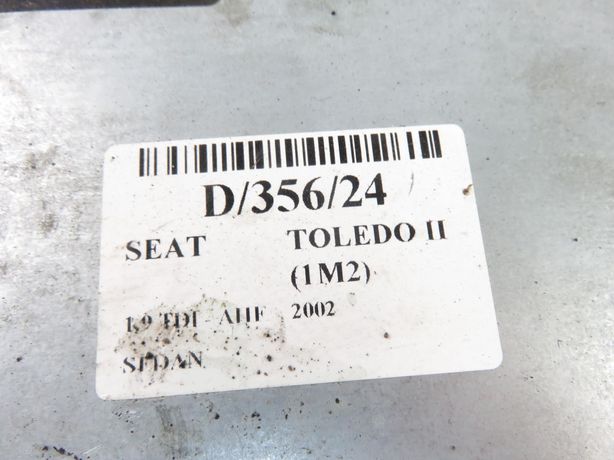 D/356/24
SEAT TOLEDO II
(1M2)
1.9 TDI AHF 2002
SEDAN